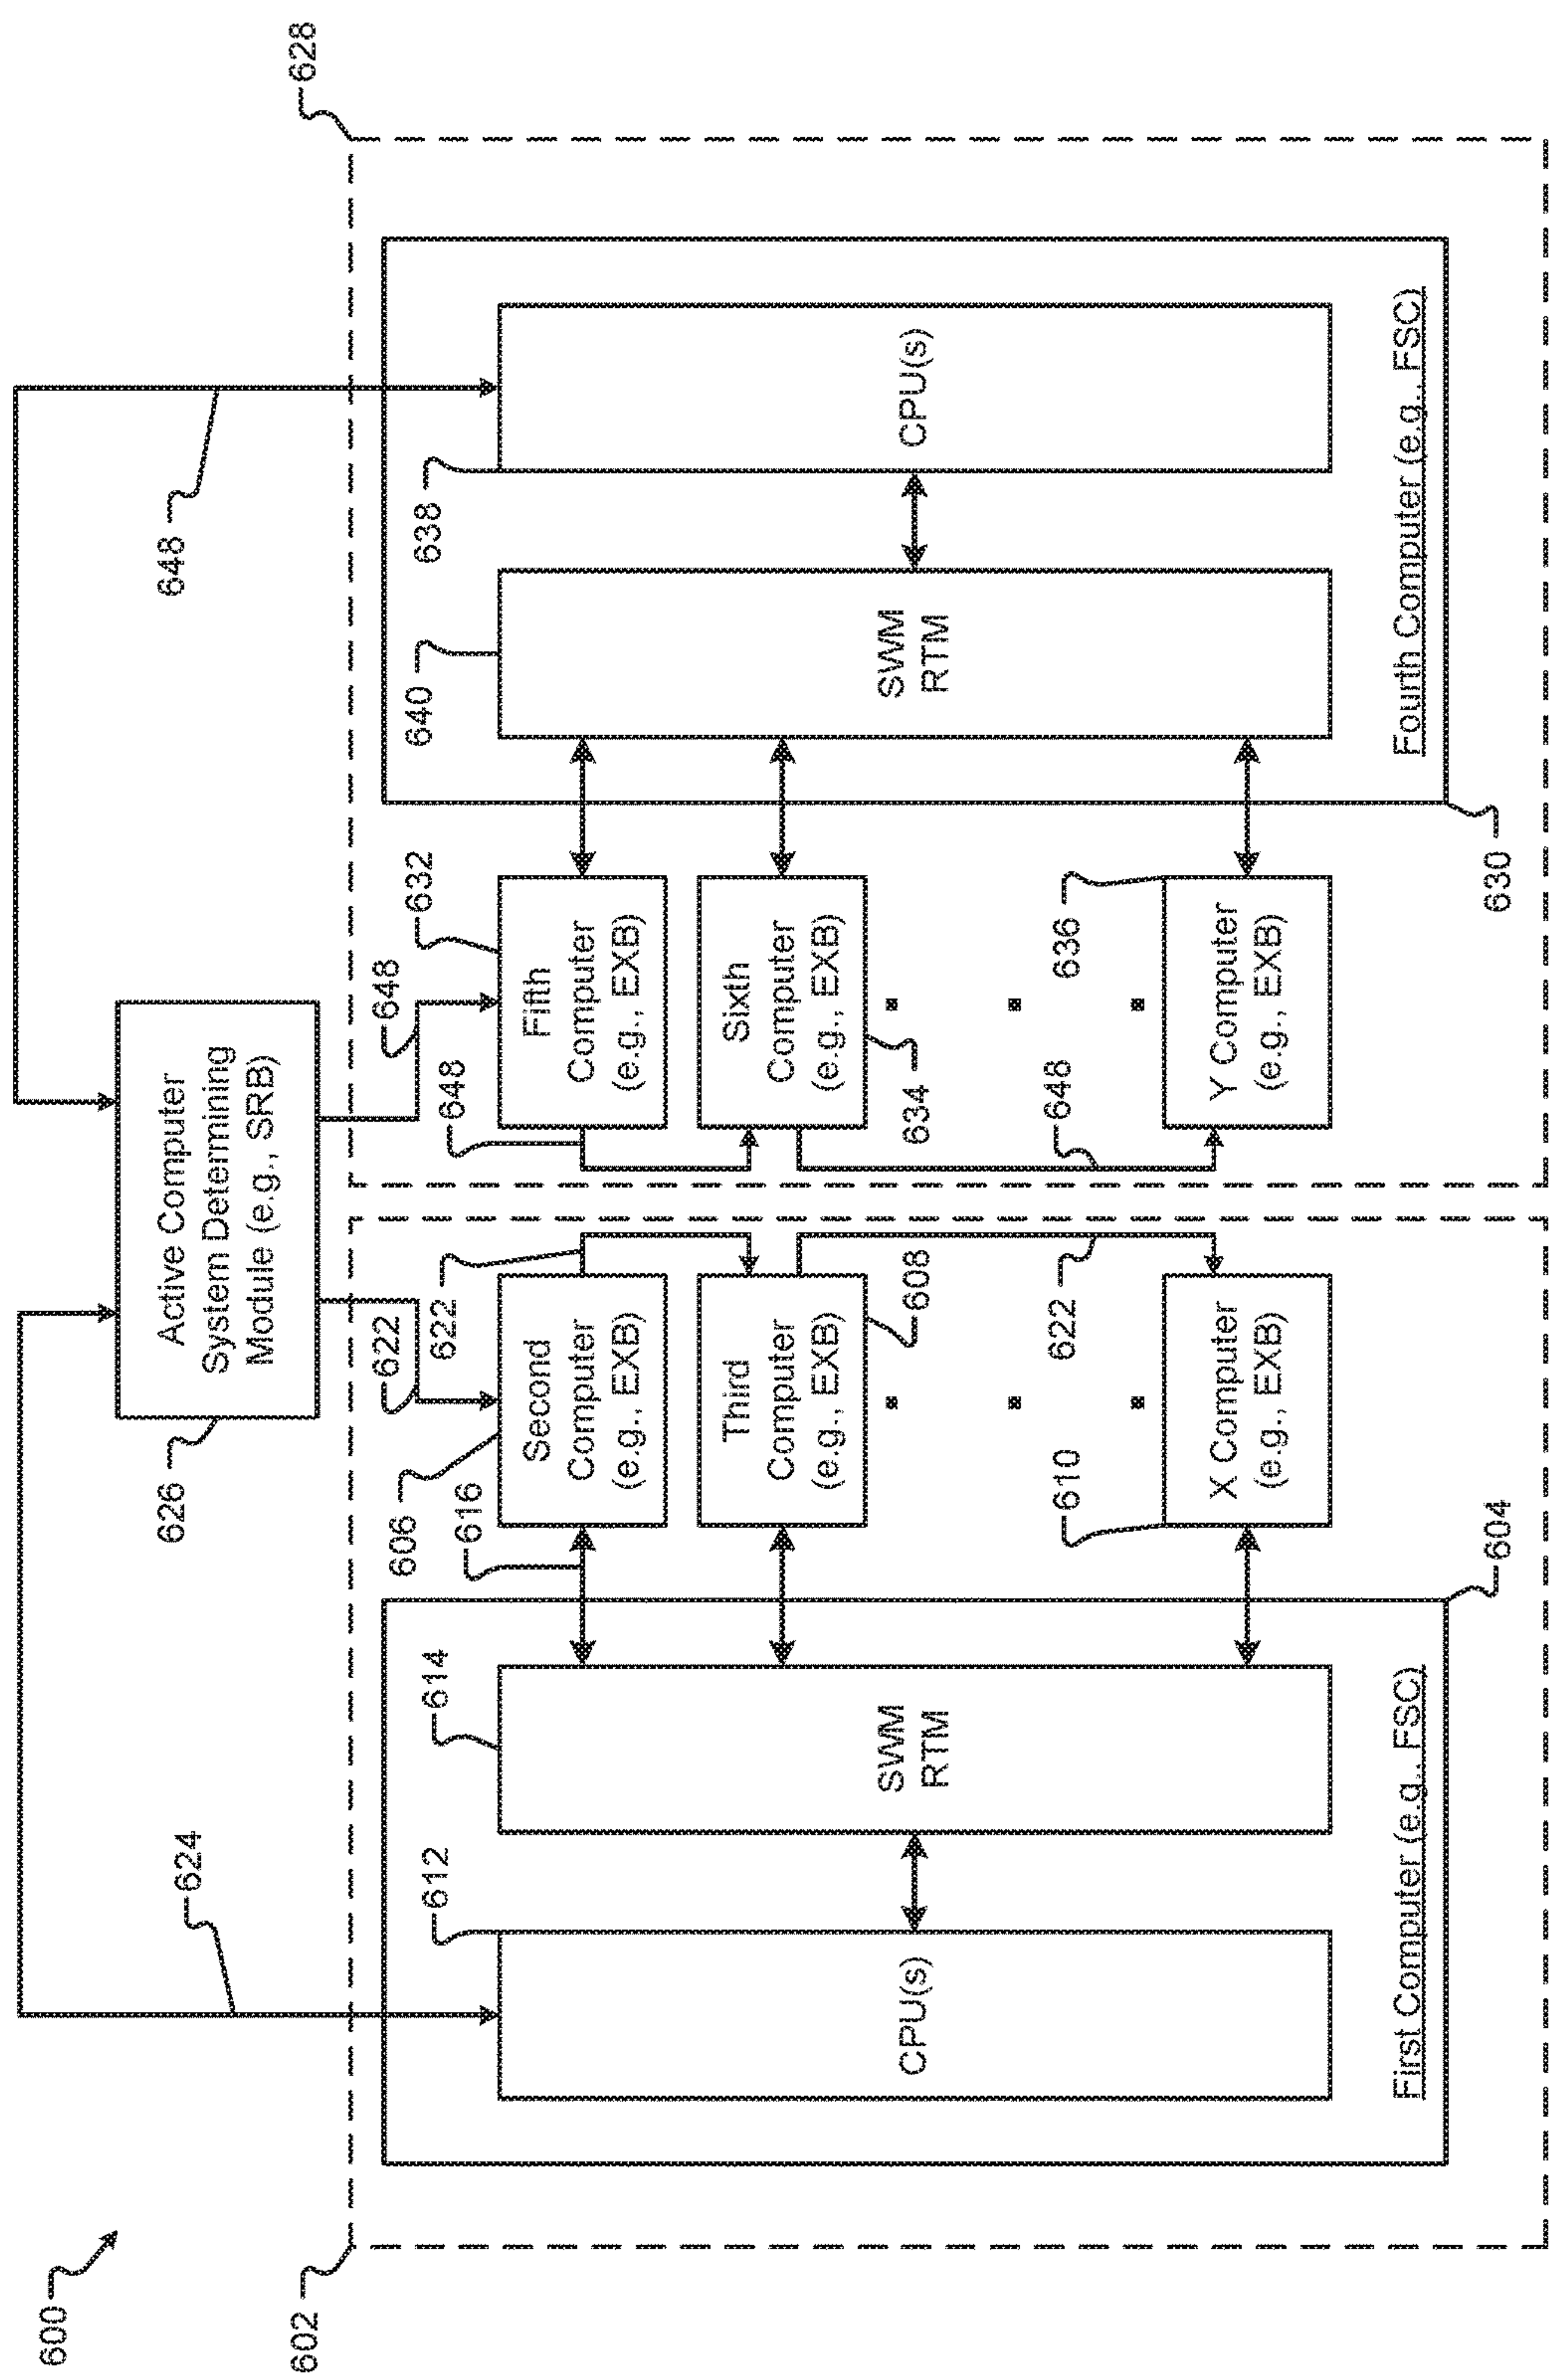 600
602
624
626
648
628
Active Computer
System Determining
Module (e.g., SRB)
612
614
616
606
622
622
648
648
632
640
638
CPU(s)
SWM
RTM
Second
Computer
(e.g., EXB)
Third
Computer
(e.g., EXB)
608
622
610
X Computer
(e.g., EXB)
First Computer (e.g., FSC)
604
Fifth
Computer
(e.g., EXB)
Sixth
Computer
(e.g., EXB)
634
648
636
Y Computer
(e.g., EXB)
SWM
RTM
CPU(s)
Fourth Computer (e.g., FSC)
630